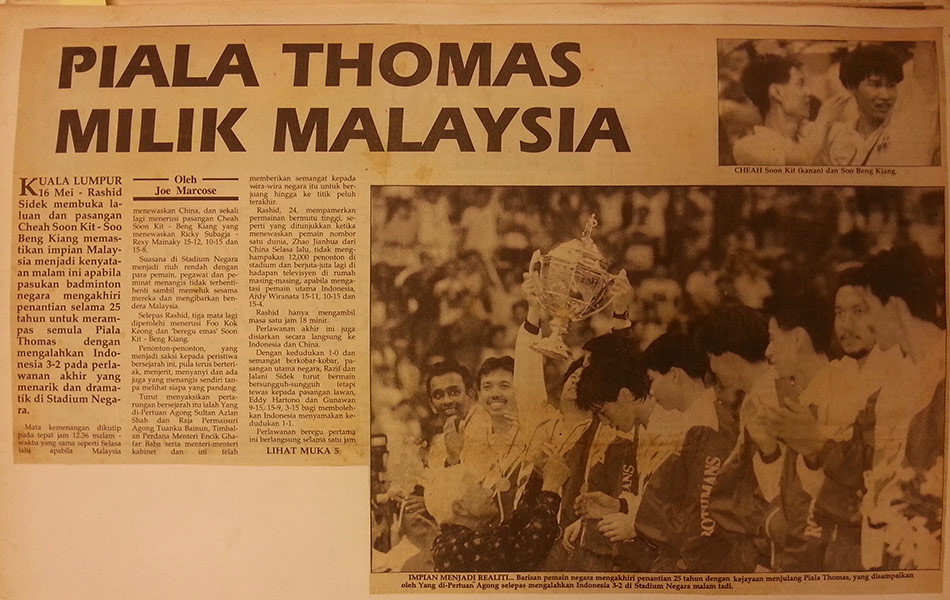 PIALA THOMAS
MILIK MALAYSIA
KUALA LUMPUR
16 Mei - Rashid
Sidek membuka la-
luan dan pasangan
Cheah Soon Kit - Soo
Beng Kiang memas-
tikan impian Malay-
sia menjadi kenyata-
an malam ini apabila
pasukan badminton
negara mengakhiri
penantian selama 25
tahun untuk meram-
pas semula Piala
Thomas dengan
mengalahkan Indo-
nesia 3-2 pada perla-
wanan akhir yang
menarik dan drama-
tik di Stadium Nega-
ra.
Mata kemenangan dikutip
pada tepat jam 12.36 malam -
waktu yang sama seperti Selasa
lalu apabila Malaysia
Oleh
Joe Marcose
menewaskan China, dan sekali
lagi menerusi pasangan Cheah
Soon Kit - Beng Kiang yang
menewaskan Ricky Subagja -
Rexy Mainaky 15-12, 10-15 dan
15-8.
Suasana di Stadium Negara
menjadi riuh rendah dengan
para pemain, pegawai dan pe-
minat menangis tidak terhenti-
henti sambil memeluk sesama
mereka dan mengibarkan ben-
dera Malaysia.
Selepas Rashid, tiga mata lagi
diperolehi menerusi Foo Kok
Keong dan 'beregu emas' Soon
Kit - Beng Kiang.
Penonton-penonton, yang
menjadi saksi kepada peristiwa
bersejarah ini, pula terus berteri-
ak, menjerit, menyanyi dan ada
juga yang menangis sendiri tan-
pa melihat siapa yang pandang.
Turut menyaksikan perta-
rungan bersejarah itu ialah Yang
di-Pertuan Agong Sultan Azlan
Shah dan Raja Permaisuri
Agong Tuanku Bainun, Timbal-
an Perdana Menteri Encik Gha-
far Baba serta menteri-menteri
kabinet dan ini telah
memberikan semangat kepada
wira-wira negara itu untuk ber-
juang hingga ke titik peluh
terakhir.
Rashid, 24, mempamerkan
permainan bermutu tinggi, se-
perti yang ditunjukkan ketika
menewaskan pemain nombor
satu dunia, Zhao Jianhua dari
China Selasa lalu, tidak meng-
hampakan 12,000 penonton di
stadium dan berjuta-juta lagi di
hadapan televisyen di rumah
masing-masing, apabila menga-
tasi pemain utama Indonesia,
Ardy Wiranata 15-11, 10-15 dan
15-4.
Rashid hanya mengambil
masa satu jam 18 minit.
Perlawanan akhir ini juga
disiarkan secara langsung ke
Indonesia dan China.
Dengan kedudukan 1-0 dan
semangat berkobar-kobar, pa-
sangan utama negara, Razif dan
Jalani Sidek turut bermain
bersungguh-sungguh tetapi
tewas kepada pasangan lawan,
Eddy Hartono dan Gunawan
9-15, 15-9, 3-15 bagi memboleh-
kan Indonesia menyamakan ke-
dudukan 1-1.
Perlawanan beregu pertama
ini berlangsung selama satu jam
LIHAT MUKA 5
CHEAH Soon Kit (kanan) dan Soo Beng Kiang.
ROTHMANS
IMPIAN MENJADI REALITI... Barisan pemain negara mengakhiri penantian 25 tahun dengan kejayaan menjulang Piala Thomas, yang disampaikan
oleh Yang di-Pertuan Agong selepas mengalahkan Indonesia 3-2 di Stadium Negara malam tadi.